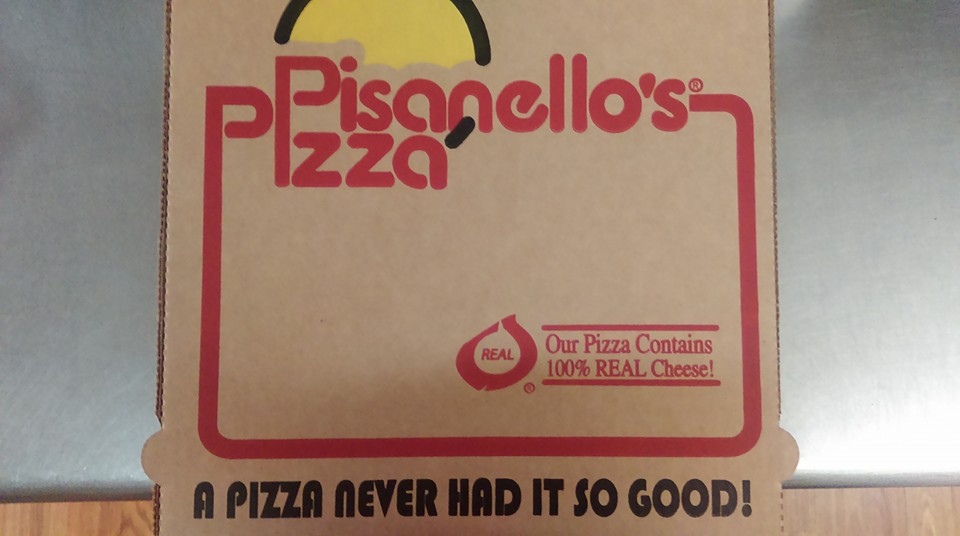 Pisanello's®
Pizza
REAL
®
Our Pizza Contains
100% REAL Cheese!
A PIZZA NEVER HAD IT SO GOOD!